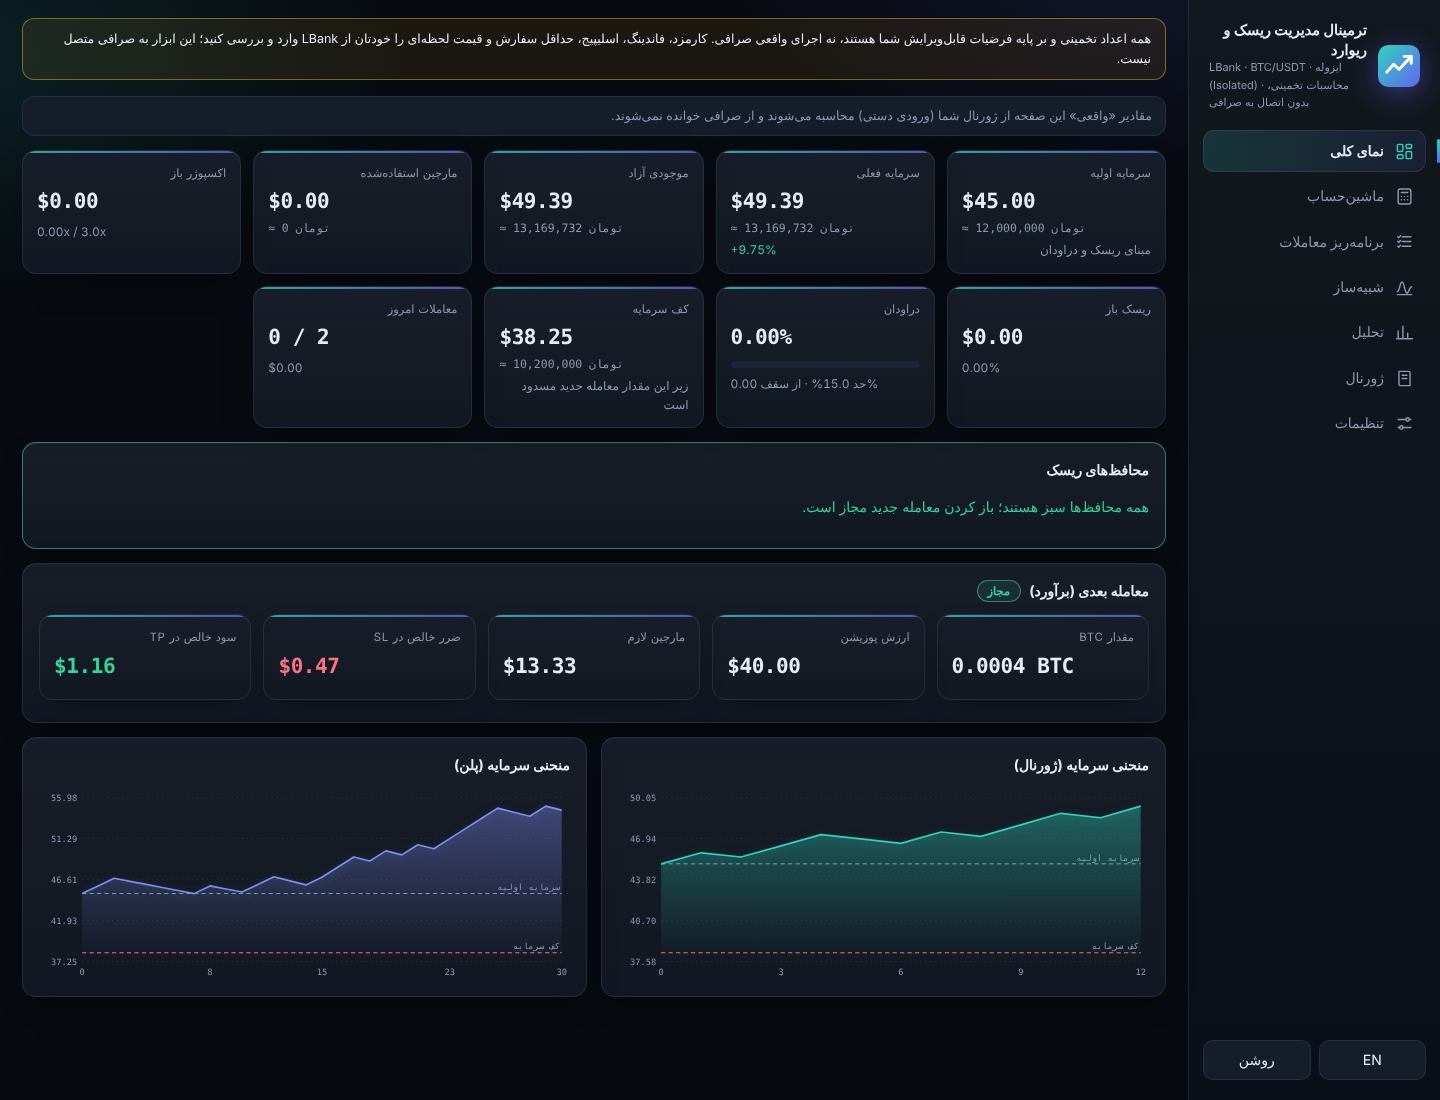 ترمینال مدیریت ریسک و
ریوارد
LBank · BTC/USDT · ایزوله
(Isolated) · محاسبات تخمینی،
بدون اتصال به صرافی
نمای کلی
ماشین‌حساب
برنامه‌ریز معاملات
شبیه‌ساز
تحلیل
ژورنال
تنظیمات
EN
روشن
همه اعداد تخمینی و بر پایه فرضیات قابل‌ویرایش شما هستند، نه اجرای واقعی صرافی. کارمزد، فاندینگ، اسلیپیج، حداقل سفارش و قیمت لحظه‌ای را خودتان از LBank وارد و بررسی کنید؛ این ابزار به صرافی متصل
نیست.
مقادیر «واقعی» این صفحه از ژورنال شما (ورودی دستی) محاسبه می‌شوند و از صرافی خوانده نمی‌شوند.
سرمایه اولیه
$45.00
≈ 12,000,000 تومان
مبنای ریسک و دراودان
سرمایه فعلی
$49.39
≈ 13,169,732 تومان
+9.75%
موجودی آزاد
$49.39
≈ 13,169,732 تومان
مارجین استفاده‌شده
$0.00
≈ 0 تومان
اکسپوژر باز
$0.00
0.00x / 3.0x
ریسک باز
$0.00
0.00%
دراودان
0.00%
0.00 از سقف · %15.0 حد%
کف سرمایه
$38.25
≈ 10,200,000 تومان
زیر این مقدار معامله جدید مسدود
است
معاملات امروز
0 / 2
$0.00
محافظ‌های ریسک
همه محافظ‌ها سبز هستند؛ باز کردن معامله جدید مجاز است.
معامله بعدی (برآورد) مجاز
مقدار BTC
0.0004 BTC
ارزش پوزیشن
$40.00
مارجین لازم
$13.33
ضرر خالص در SL
$0.47
سود خالص در TP
$1.16
منحنی سرمایه (ژورنال)
50.05
46.94
43.82
40.70
37.58
سرمایه اولیه
کف سرمایه
0 3 6 9 12
منحنی سرمایه (پلن)
55.98
51.29
46.61
41.93
37.25
سرمایه اولیه
کف سرمایه
0 8 15 23 30